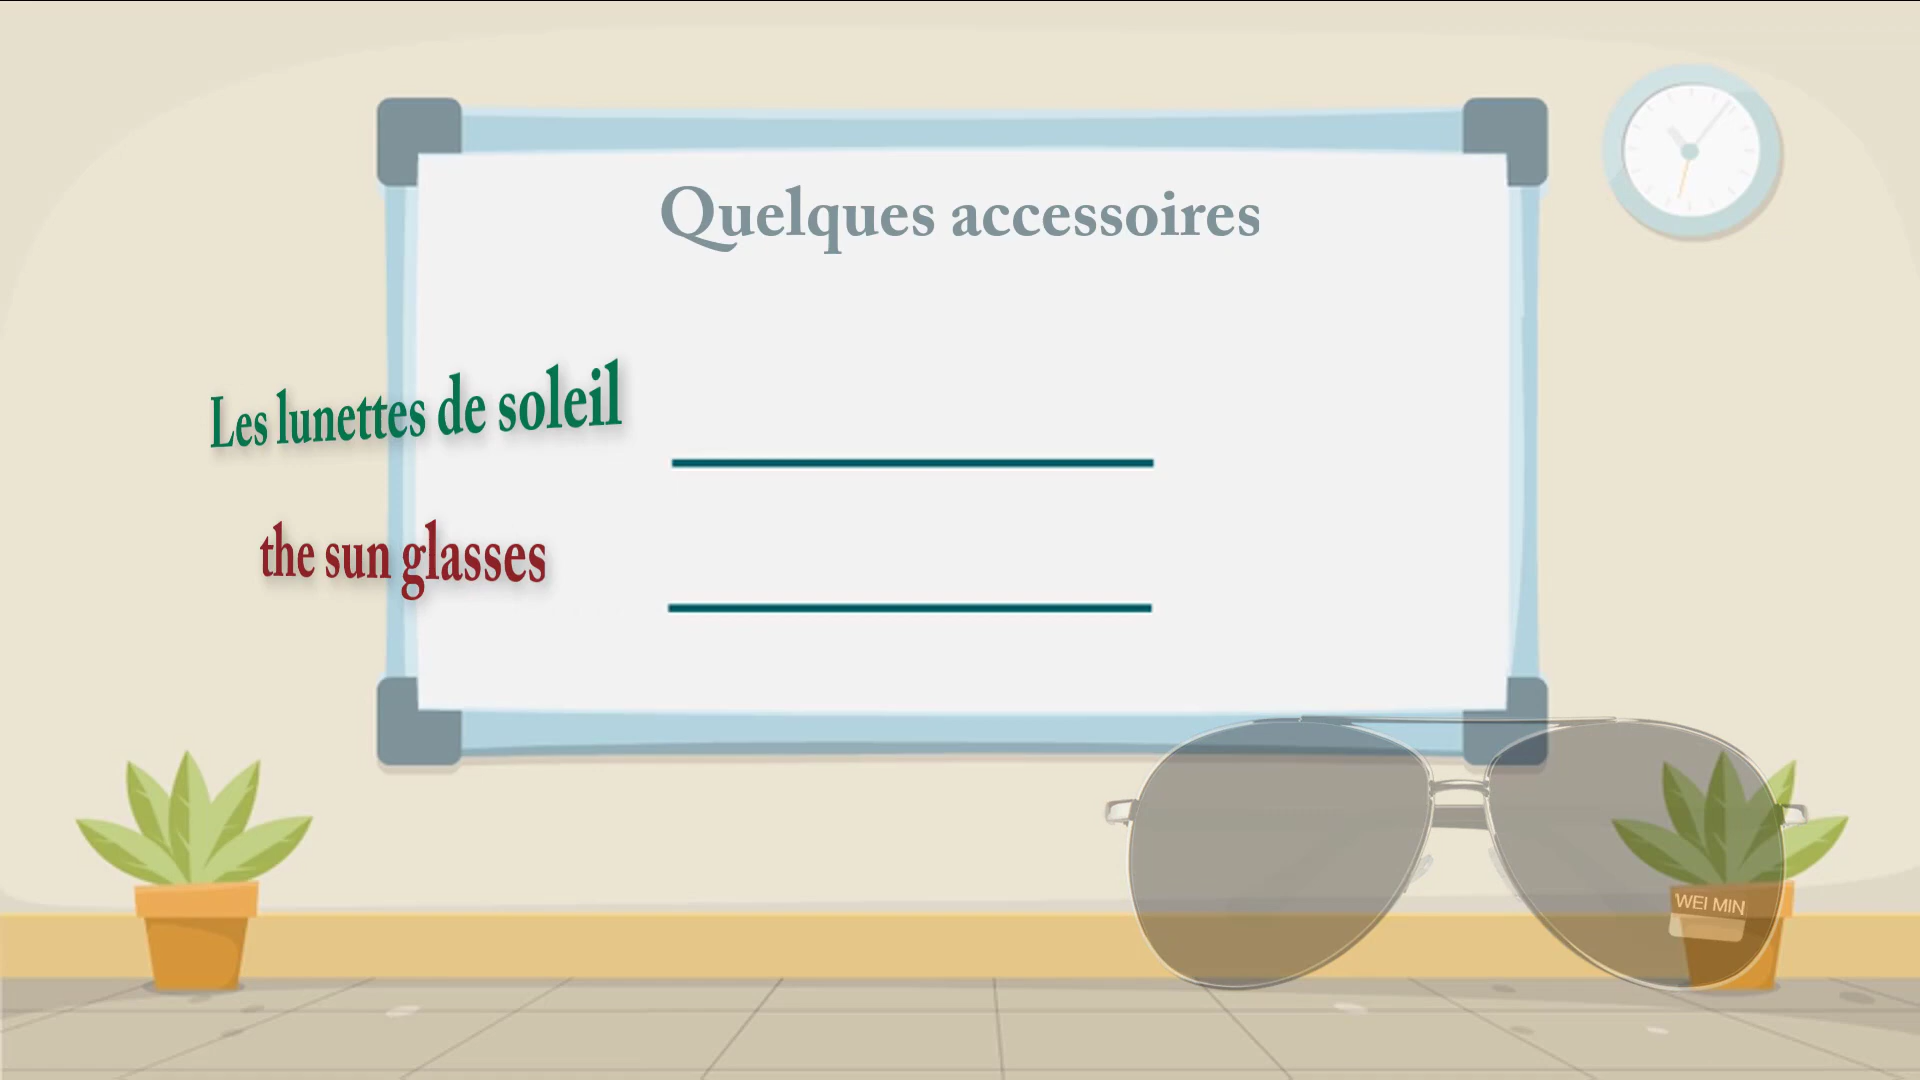 Quelques accessoires
Les lunettes de soleil
the sun glasses
WEI MIN